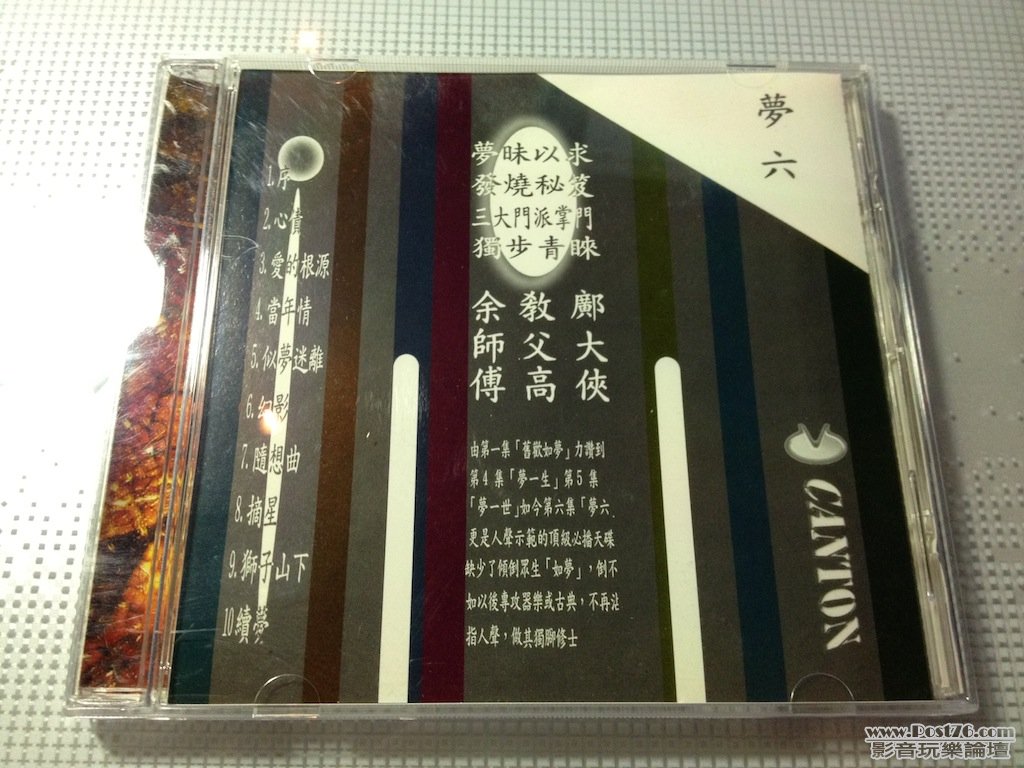 夢六
夢昧以求
發燒秘笈
三大門派掌門
獨步青睞
余教鄺
師父大
傅高俠
由第一集「舊歡如夢」力讚到
第4集「夢一生」第5集
「夢一世」如今第六集「夢六、
更是人聲示範的頂級必播天碟
缺少了傾倒眾生「如夢」，倒不
如以後專攻器樂或古典，不再沾
指人聲，做其獨腳修士
1.序
2.心債
3.愛的根源
4.當年情
5.似夢迷離
6.幻影
7.隨想曲
8.摘星
9.獅子山下
10續夢
CANTON
www.Post76.com
影音玩樂論壇